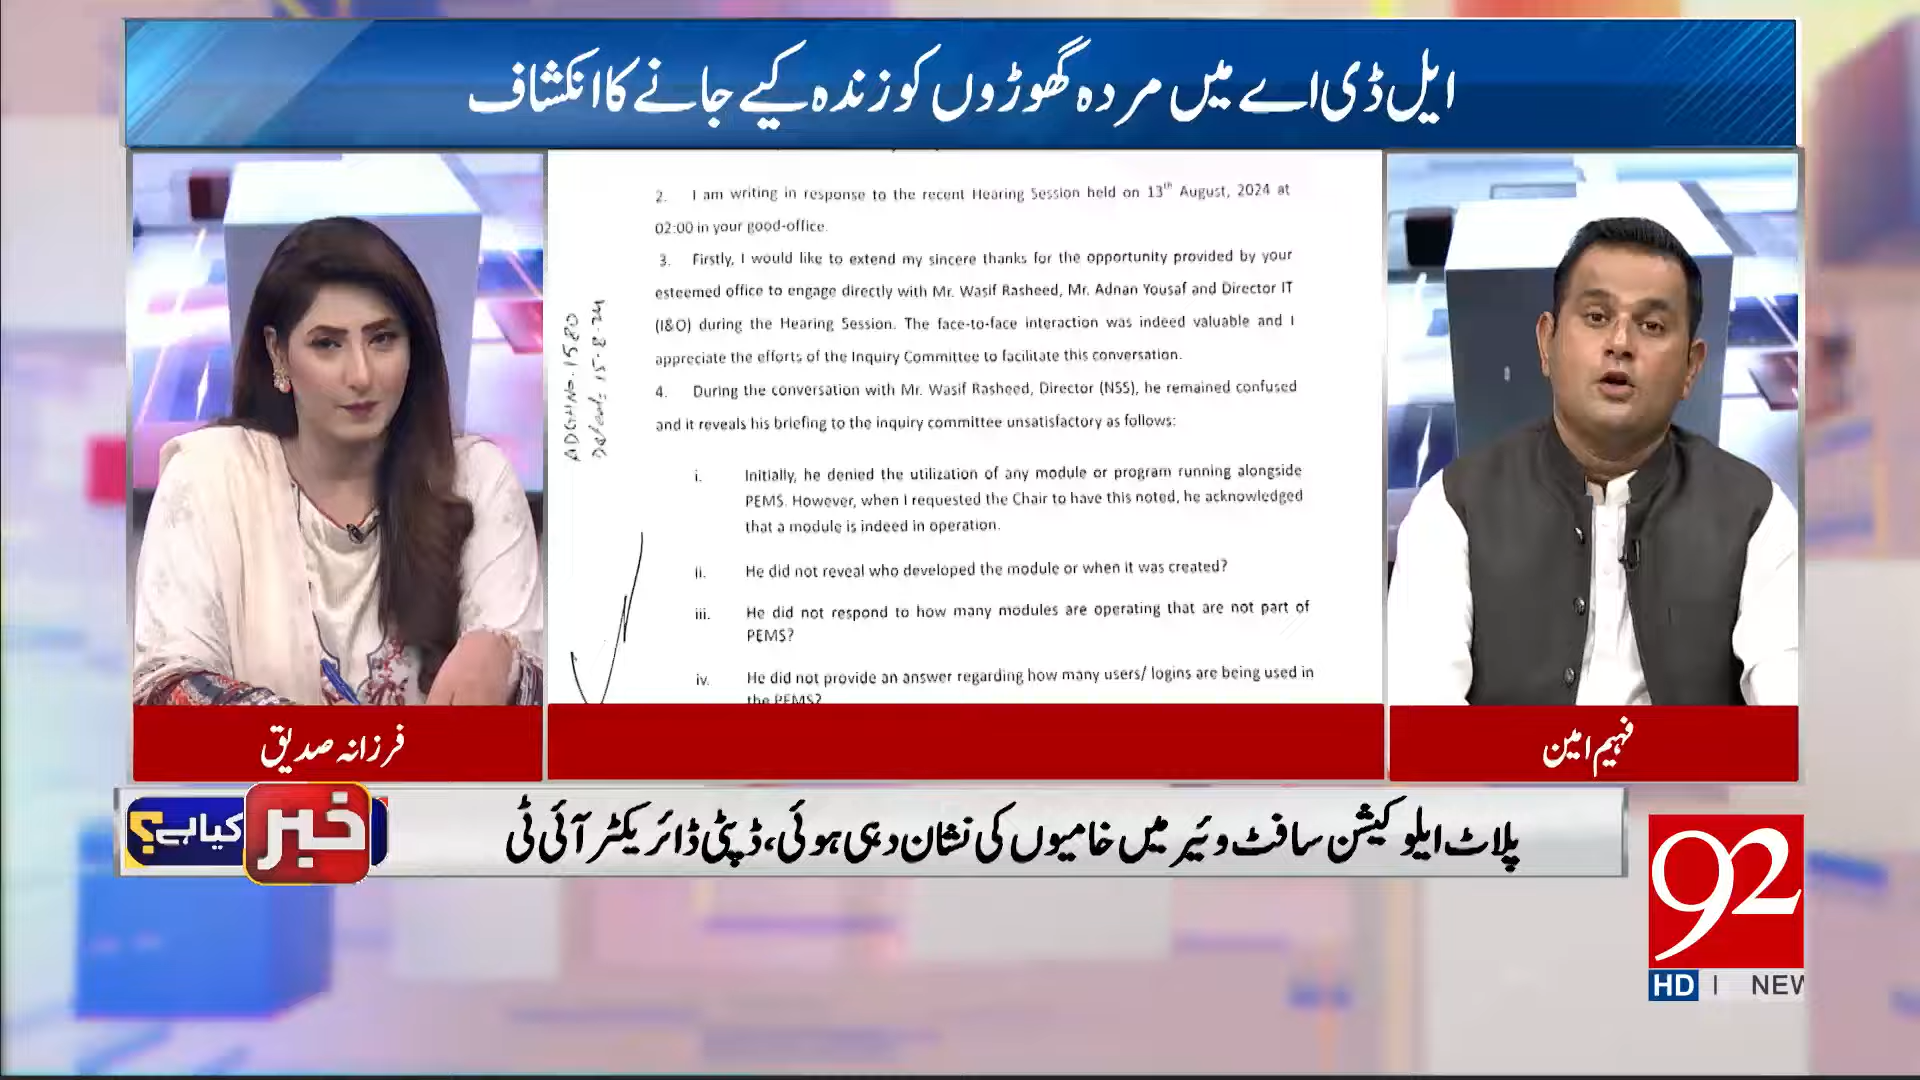 ایل ڈی اے میں مردہ گھوڑوں کو زندہ کیے جانے کا انکشاف
2. I am writing in response to the recent Hearing Session held on 13th August, 2024 at
02:00 in your good-office.
3. Firstly, I would like to extend my sincere thanks for the opportunity provided by your
esteemed office to engage directly with Mr. Wasif Rasheed, Mr. Adnan Yousaf and Director IT
(I&O) during the Hearing Session. The face-to-face interaction was indeed valuable and I
appreciate the efforts of the Inquiry Committee to facilitate this conversation.
4. During the conversation with Mr. Wasif Rasheed, Director (NSS), he remained confused
and it reveals his briefing to the inquiry committee unsatisfactory as follows:
i. Initially, he denied the utilization of any module or program running alongside
PEMS. However, when I requested the Chair to have this noted, he acknowledged
that a module is indeed in operation.
ii. He did not reveal who developed the module or when it was created?
iii. He did not respond to how many modules are operating that are not part of
PEMS?
iv. He did not provide an answer regarding how many users/ logins are being used in
the PEMS?
ADGHNo.1580
Dated: 15-8-24
فرزانہ صدیق
فہیم امین
خبر کیا ہے؟
پلاٹ ایلوکیشن سافٹ وئیر میں خامیوں کی نشان دہی ہوئی، ڈپٹی ڈائریکٹر آئی ٹی
92
HD | NEW